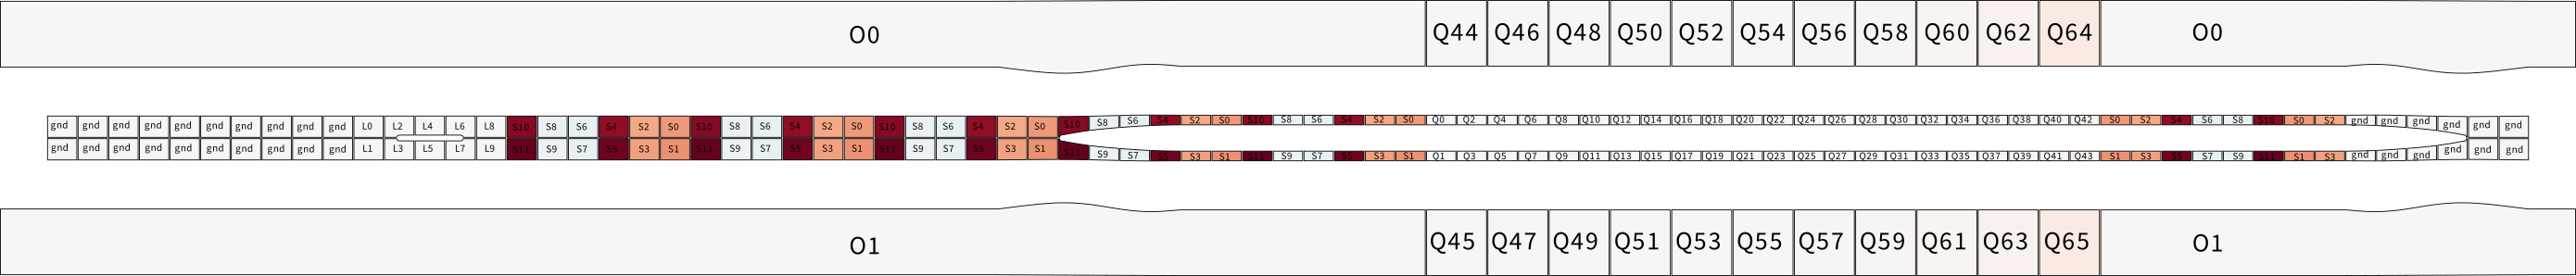 O0 Q44 Q46 Q48 Q50 Q52 Q54 Q56 Q58 Q60 Q62 Q64 O0
gnd gnd gnd gnd gnd gnd gnd gnd gnd gnd L0 L2 L4 L6 L8 S10 S8 S6 S4 S2 S0 S10 S8 S6 S4 S2 S0 S10 S8 S6 S4 S2 S0 S10 S8 S6 S4 S2 S0 S10 S8 S6 S4 S2 S0 Q0 Q2 Q4 Q6 Q8 Q10 Q12 Q14 Q16 Q18 Q20 Q22 Q24 Q26 Q28 Q30 Q32 Q34 Q36 Q38 Q40 Q42 S0 S2 S4 S6 S8 S10 S0 S2 gnd gnd gnd gnd gnd gnd
gnd gnd gnd gnd gnd gnd gnd gnd gnd gnd L1 L3 L5 L7 L9 S11 S9 S7 S5 S3 S1 S11 S9 S7 S5 S3 S1 S11 S9 S7 S5 S3 S1 S11 S9 S7 S5 S3 S1 S11 S9 S7 S5 S3 S1 Q1 Q3 Q5 Q7 Q9 Q11 Q13 Q15 Q17 Q19 Q21 Q23 Q25 Q27 Q29 Q31 Q33 Q35 Q37 Q39 Q41 Q43 S1 S3 S5 S7 S9 S11 S1 S3 gnd gnd gnd gnd gnd gnd
O1 Q45 Q47 Q49 Q51 Q53 Q55 Q57 Q59 Q61 Q63 Q65 O1